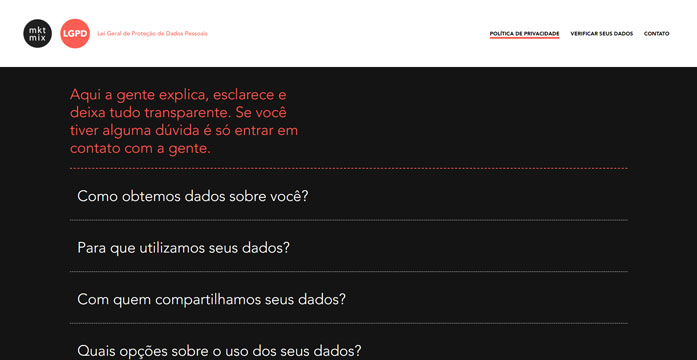 mkt
mix
LGPD
Lei Geral de Proteção de Dados Pessoais
POLÍTICA DE PRIVACIDADE
VERIFICAR SEUS DADOS
CONTATO
Aqui a gente explica, esclarece e
deixa tudo transparente. Se você
tiver alguma dúvida é só entrar em
contato com a gente.
Como obtemos dados sobre você?
Para que utilizamos seus dados?
Com quem compartilhamos seus dados?
Quais opções sobre o uso dos seus dados?